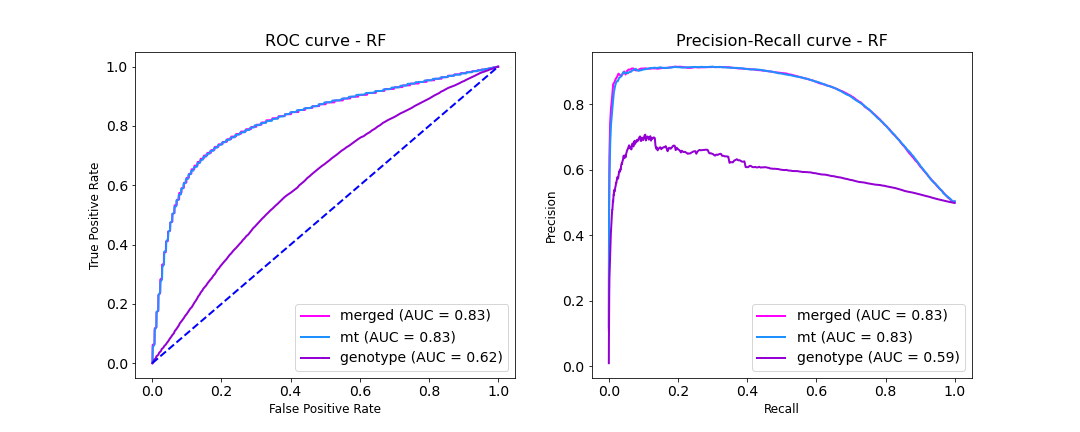 ROC curve - RF
True Positive Rate
1.0
0.8
0.6
0.4
0.2
0.0
merged (AUC = 0.83)
mt (AUC = 0.83)
genotype (AUC = 0.62)
0.0 0.2 0.4 0.6 0.8 1.0
False Positive Rate
Precision-Recall curve - RF
Precision
0.8
0.6
0.4
0.2
0.0
merged (AUC = 0.83)
mt (AUC = 0.83)
genotype (AUC = 0.59)
0.0 0.2 0.4 0.6 0.8 1.0
Recall